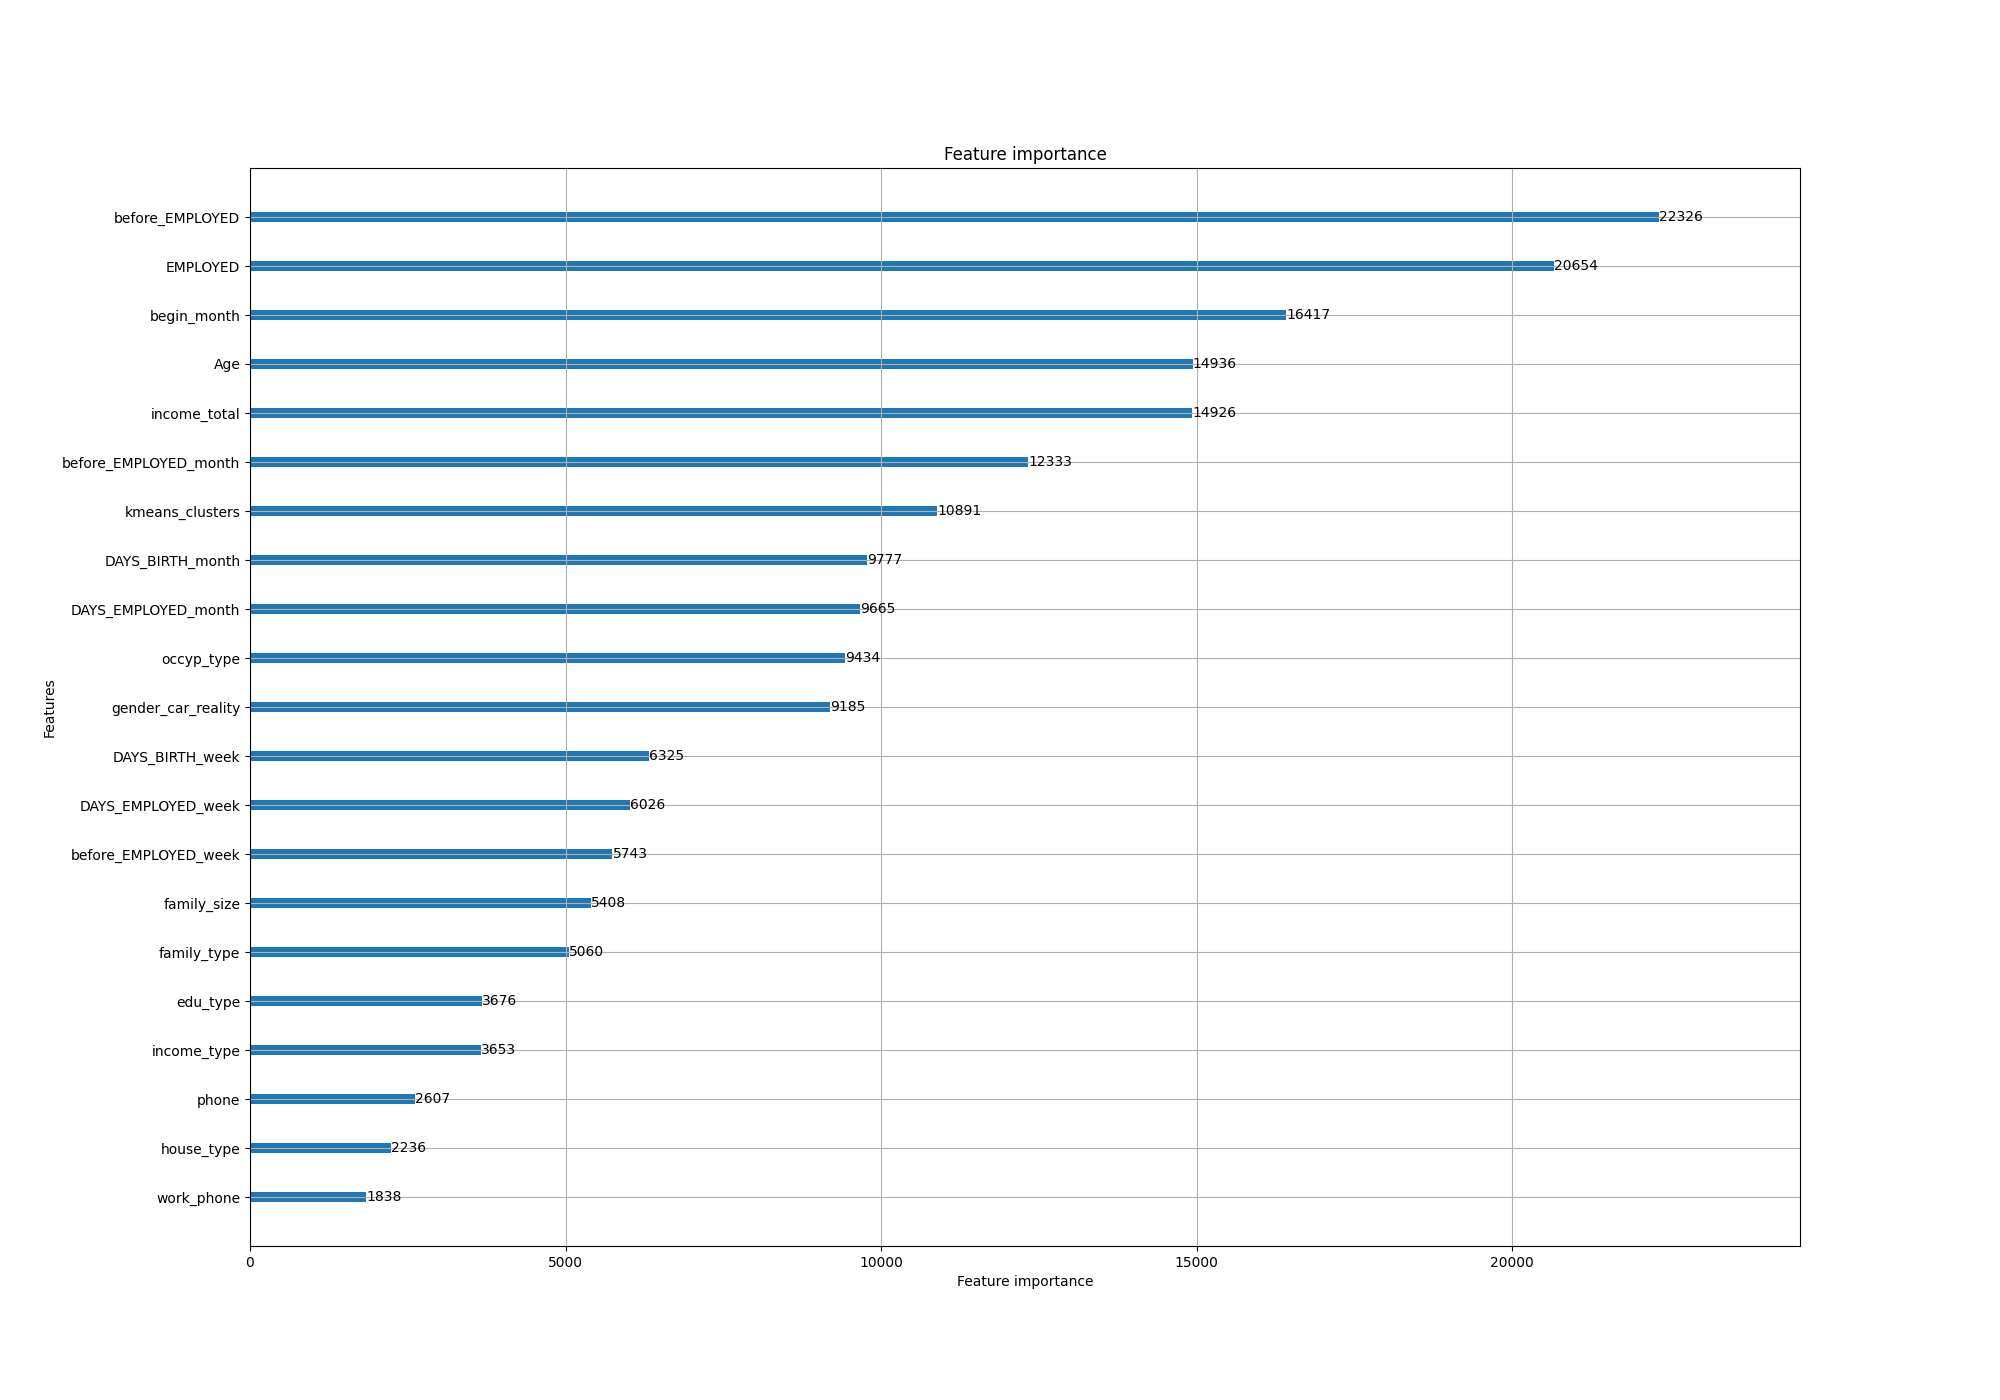 Feature importance
before_EMPLOYED 22326
EMPLOYED 20654
begin_month 16417
Age 14936
income_total 14926
before_EMPLOYED_month 12333
kmeans_clusters 10891
DAYS_BIRTH_month 9777
DAYS_EMPLOYED_month 9665
occyp_type 9434
gender_car_reality 9185
DAYS_BIRTH_week 6325
DAYS_EMPLOYED_week 6026
before_EMPLOYED_week 5743
family_size 5408
family_type 5060
edu_type 3676
income_type 3653
phone 2607
house_type 2236
work_phone 1838
Features
0 5000 10000 15000 20000
Feature importance